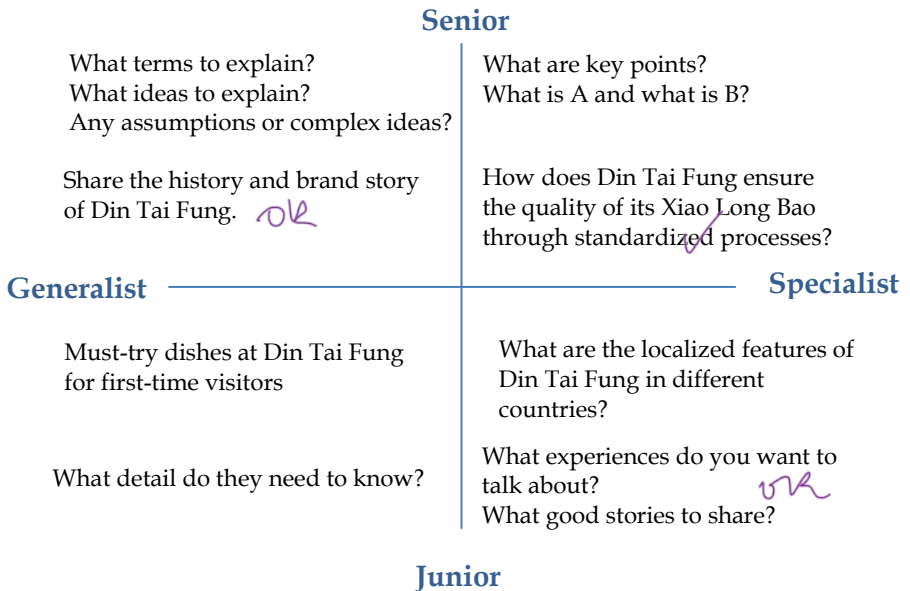 Senior
What terms to explain?
What ideas to explain?
Any assumptions or complex ideas?
Share the history and brand story
of Din Tai Fung. ok
What are key points?
What is A and what is B?
How does Din Tai Fung ensure
the quality of its Xiao Long Bao
through standardized processes?
Generalist
Specialist
Must-try dishes at Din Tai Fung
for first-time visitors
What detail do they need to know?
What are the localized features of
Din Tai Fung in different
countries?
What experiences do you want to
talk about? ok
What good stories to share?
Junior